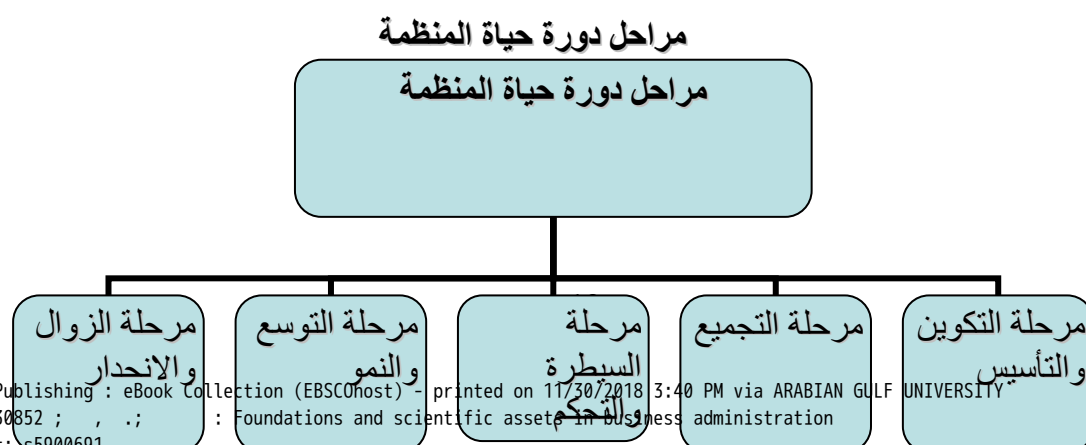 مراحل دورة حياة المنظمة
مراحل دورة حياة المنظمة
مرحلة التكوين
والتأسيس
مرحلة التجميع
مرحلة
السيطرة
والتحكم
مرحلة التوسع
والنمو
مرحلة الزوال
والانحدار
Publishing : eBook Collection (EBSCOhost) - printed on 11/30/2018 3:40 PM via ARABIAN GULF UNIVERSITY
30852 ; , .; : Foundations and scientific assets in business administration
: s5900691